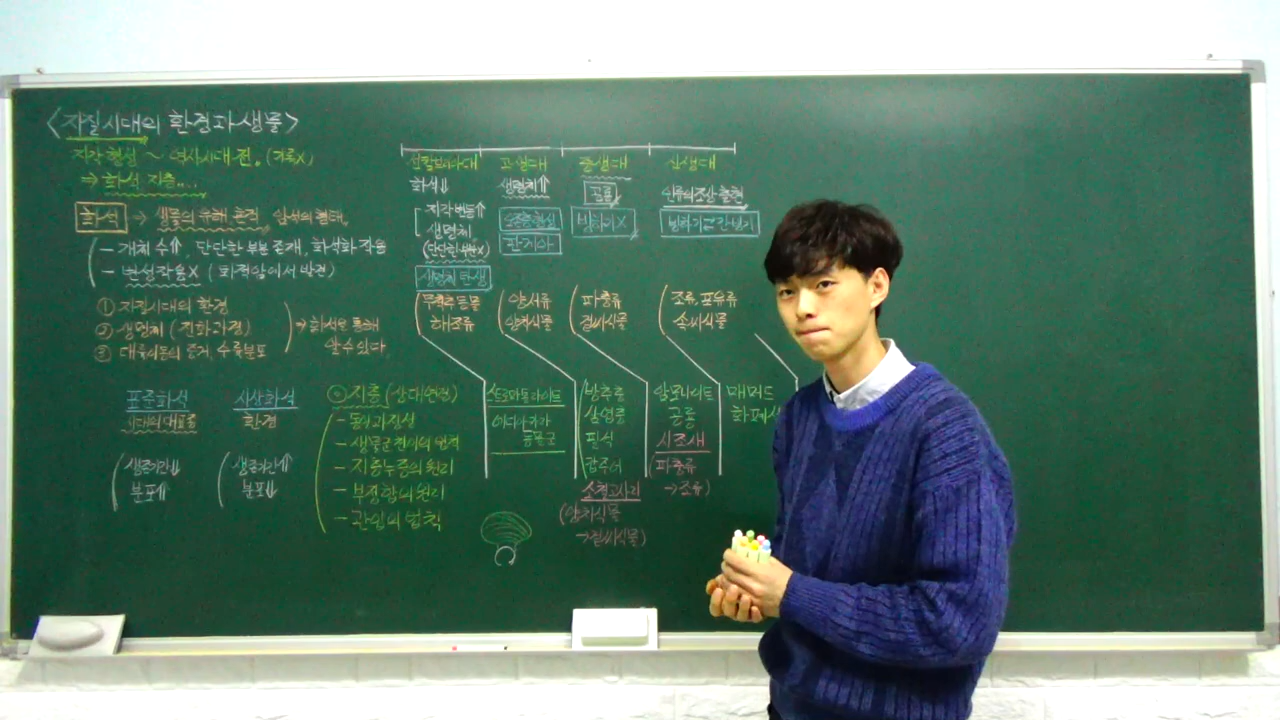 <지질시대의 환경과 생물>
지각 형성 ~ 역사시대 전. (기록X)
⇒ 화석 지층....
화석 → 생물의 유해 흔적 암석의 형태.
- 개체 수⇑, 단단한 부분 존재, 화석화 작용
- 변성작용X (퇴적암에서 발견)
① 지질시대의 환경
② 생명체 (진화과정)
③ 대륙이동의 증거, 수륙분포
→ 화석을 통해
알 수 있다.
표준화석
시대의 대표종
생존기간⇓
분포⇑
시상화석
환경
생존기간⇑
분포⇓
지층 (상대연령)
- 동일과정설
- 생물군 천이의 법칙
- 지층누중의 원리
- 부정합의 원리
- 관입의 법칙
선캄브리아대
화석↓
지각변동⇑
생명체
(단단한 부분X)
생명체 탄생
무척추동물
해조류
스트로마톨라이트
에디아카라
동물군
고생대
생명체⇑
오존층 형성
판게아
양서류
양치식물
방추충
삼엽충
필석
갑주어
소철고사리
(양치식물
→겉씨식물)
중생대
공룡
빙하기X
파충류
겉씨식물
암모나이트
공룡
시조새
(파충류
→조류)
신생대
인류의 조상 출현
빙하기⇄간빙기
조류, 포유류
속씨식물
매머드
화폐석